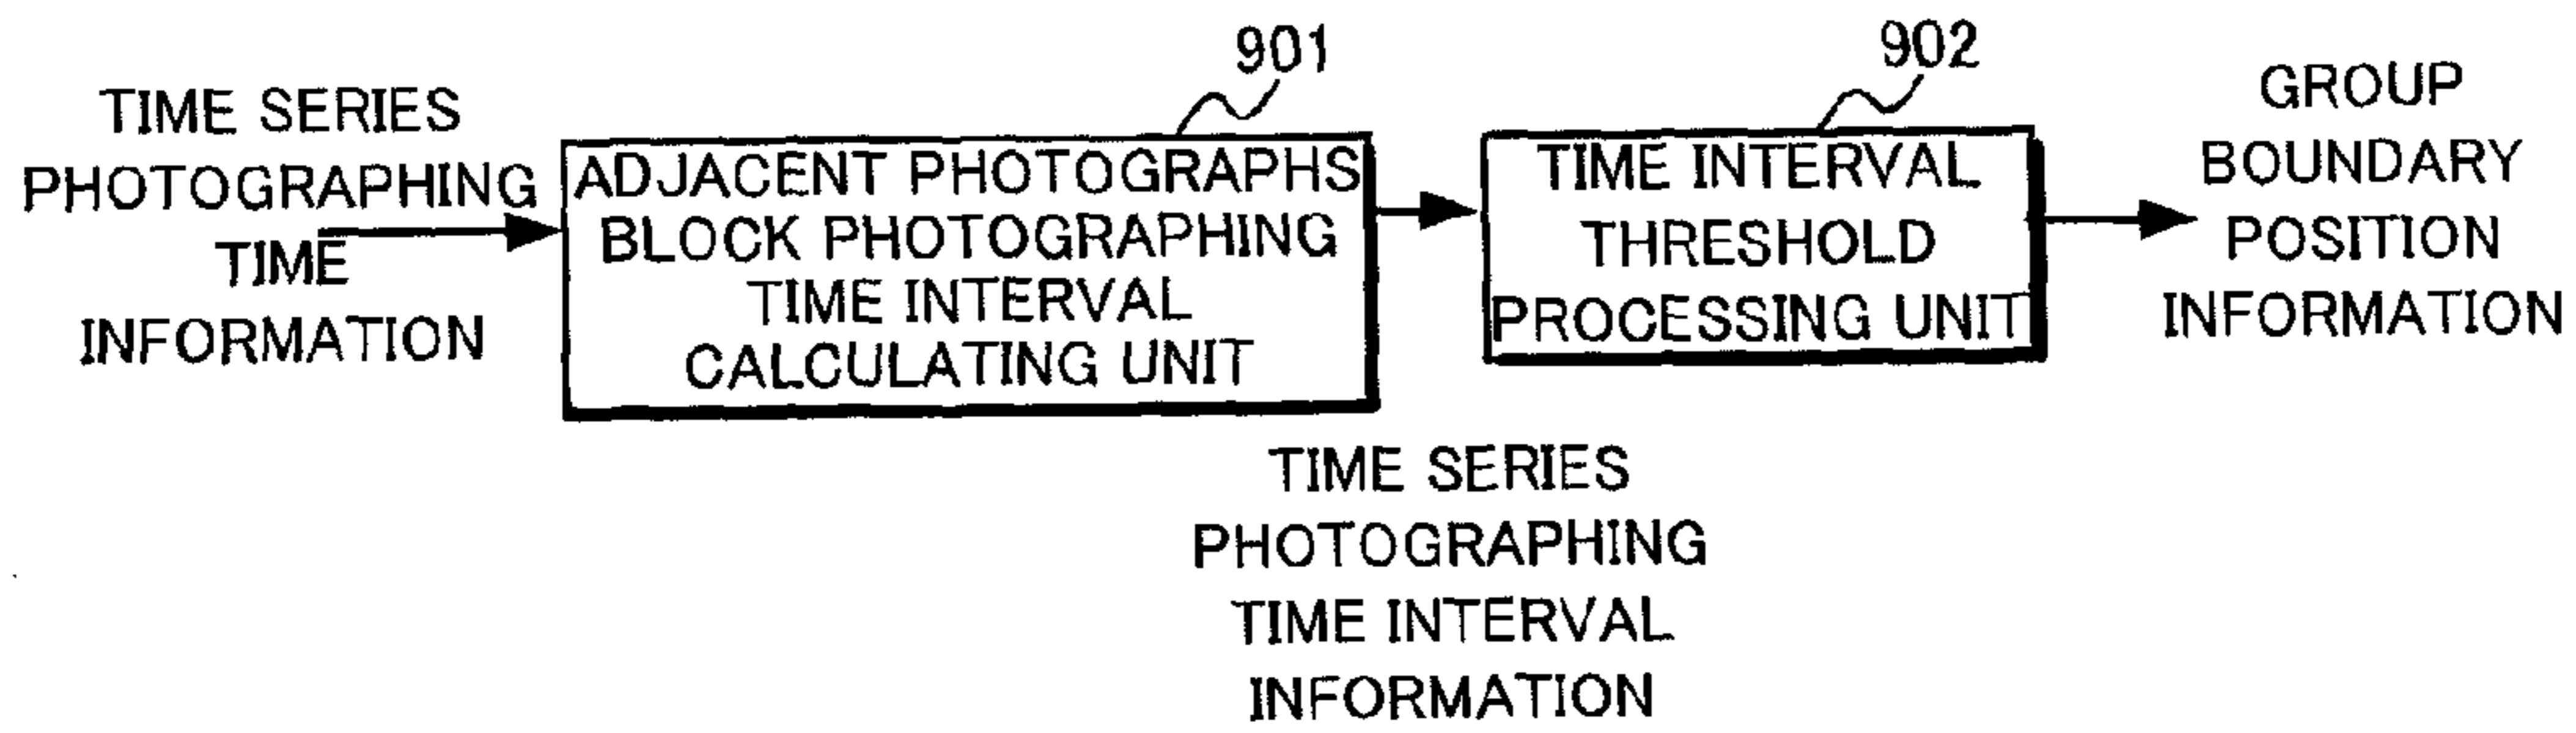 TIME SERIES
PHOTOGRAPHING
TIME
INFORMATION
901
ADJACENT PHOTOGRAPHS
BLOCK PHOTOGRAPHING
TIME INTERVAL
CALCULATING UNIT
TIME SERIES
PHOTOGRAPHING
TIME INTERVAL
INFORMATION
902
TIME INTERVAL
THRESHOLD
PROCESSING UNIT
GROUP
BOUNDARY
POSITION
INFORMATION